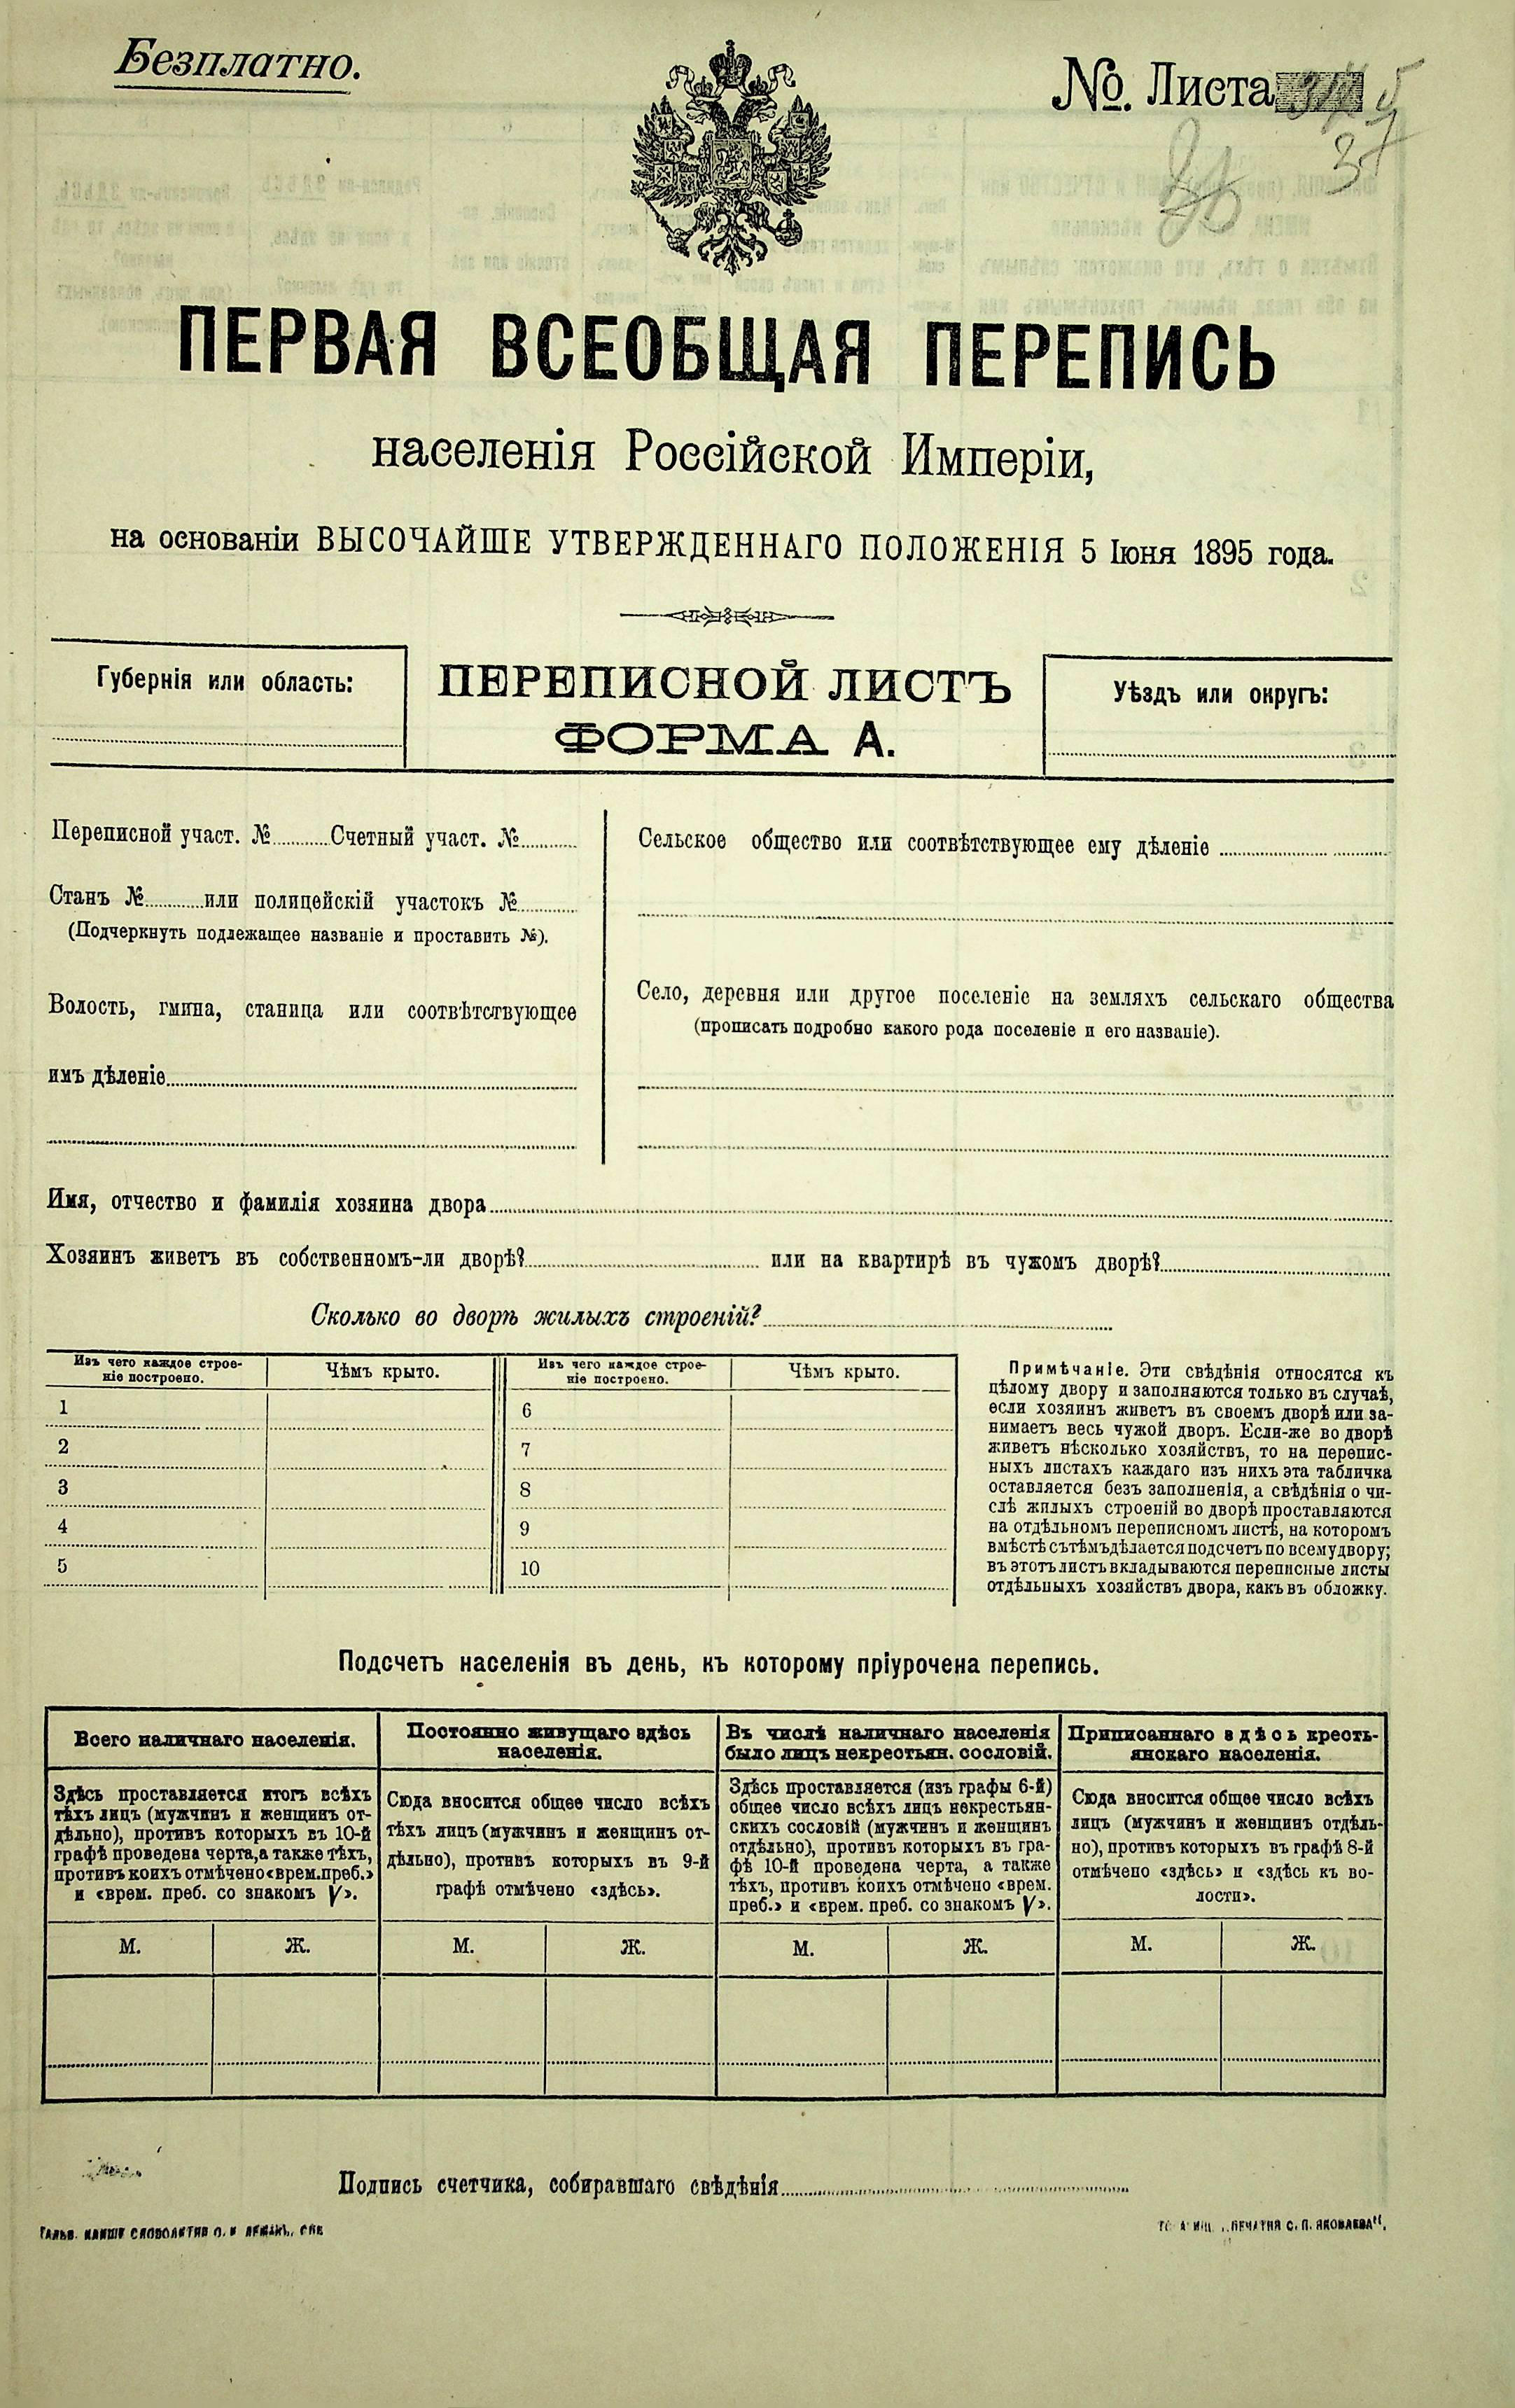 Безплатно.
№. Листа
ПЕРВАЯ ВСЕОБЩАЯ ПЕРЕПИСЬ
населенія Россійской Имперіи,
на основаніи ВЫСОЧАЙШЕ УТВЕРЖДЕННАГО ПОЛОЖЕНІЯ 5 Іюня 1895 года.
Губернія или область:
ПЕРЕПИСНОЙ ЛИСТЪ
ФОРМА А.
Уѣздъ или округъ:
Переписной участ. № Счетный участ. №
Станъ № или полицейскій участокъ №
(Подчеркнуть подлежащее названіе и проставить №).
Волость, гмина, станица или соотвѣтствующее
имъ дѣленіе
Сельское общество или соотвѣтствующее ему дѣленіе
Село, деревня или другое поселеніе на земляхъ сельскаго общества
(прописать подробно какого рода поселеніе и его названіе).
Имя, отчество и фамилія хозяина двора
Хозяинъ живетъ въ собственномъ-ли дворѣ? или на квартирѣ въ чужомъ дворѣ?
Сколько во дворѣ жилыхъ строеній?
Изъ чего каждое строе-
ніе построено.
Чѣмъ крыто.
Изъ чего каждое строе-
ніе построено.
Чѣмъ крыто.
1
2
3
4
5
6
7
8
9
10
Примѣчаніе. Эти свѣдѣнія относятся къ
цѣлому двору и заполняются только въ случаѣ,
если хозяинъ живетъ въ своемъ дворѣ или за-
нимаетъ весь чужой дворъ. Если-же во дворѣ
живетъ нѣсколько хозяйствъ, то на перепис-
ныхъ листахъ каждаго изъ нихъ эта табличка
оставляется безъ заполненія, а свѣдѣнія о чи-
слѣ жилыхъ строеній во дворѣ проставляются
на отдѣльномъ переписномъ листѣ, на которомъ
вмѣстѣ съ тѣмъ дѣлается подсчетъ по всему двору;
въ этотъ листъ вкладываются переписные листы
отдѣльныхъ хозяйствъ двора, какъ въ обложку.
Подсчетъ населенія въ день, къ которому пріурочена перепись.
Всего наличнаго населенія.
Здѣсь проставляется итогъ всѣхъ
тѣхъ лицъ (мужчинъ и женщинъ от-
дѣльно), противъ которыхъ въ 10-й
графѣ проведена черта, а также тѣхъ,
противъ коихъ отмѣчено «врем. преб.»
и «врем. преб. со знакомъ V».
Постоянно живущаго здѣсь
населенія.
Сюда вносится общее число всѣхъ
тѣхъ лицъ (мужчинъ и женщинъ от-
дѣльно), противъ которыхъ въ 9-й
графѣ отмѣчено «здѣсь».
Въ числѣ наличнаго населенія
было лицъ некрестьян. сословій.
Здѣсь проставляется (изъ графы 6-й)
общее число всѣхъ лицъ некрестьян-
скихъ сословій (мужчинъ и женщинъ
отдѣльно), противъ которыхъ въ гра-
фѣ 10-й проведена черта, а также
тѣхъ, противъ коихъ отмѣчено «врем.
преб.» и «врем. преб. со знакомъ V».
Приписаннаго здѣсь кресть-
янскаго населенія.
Сюда вносится общее число всѣхъ
лицъ (мужчинъ и женщинъ отдѣль-
но), противъ которыхъ въ графѣ 8-й
отмѣчено «здѣсь» и «здѣсь къ во-
лости».
М. Ж. М. Ж. М. Ж. М. Ж.
Подпись счетчика, собиравшаго свѣдѣнія
ПЕЧАТНЯ С. П. ЯКОВЛЕВА".